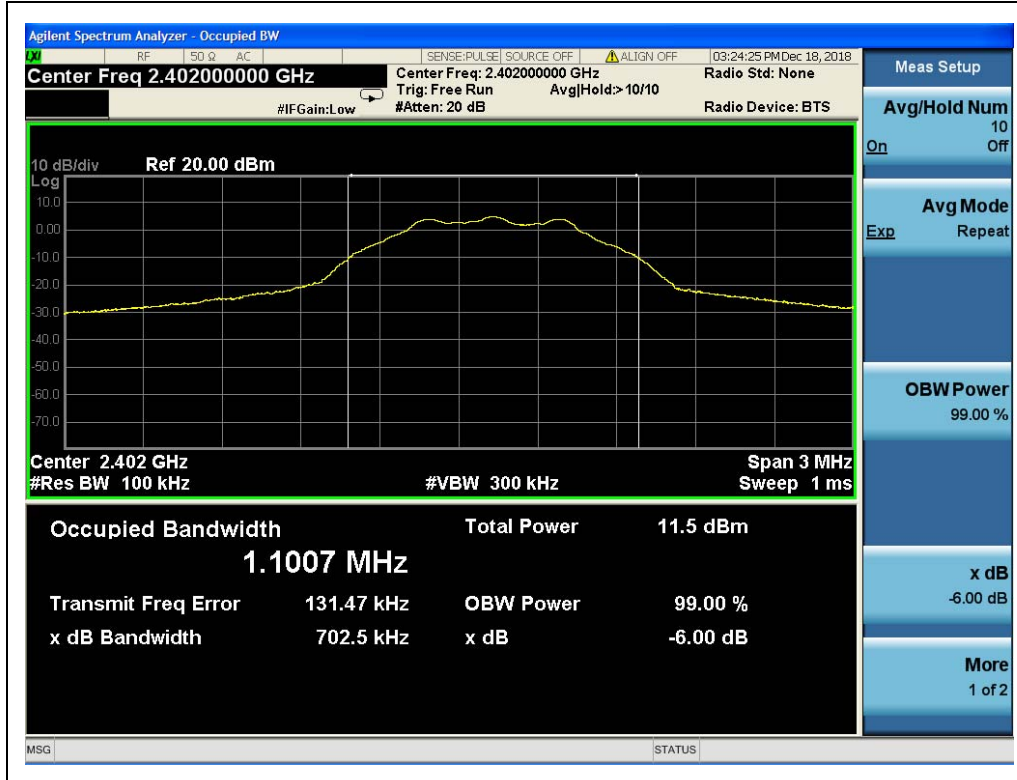 Agilent Spectrum Analyzer - Occupied BW
LXI RF 50 Ω AC SENSE:PULSE SOURCE OFF ALIGN OFF 03:24:25 PM Dec 18, 2018
Center Freq 2.402000000 GHz
Center Freq: 2.402000000 GHz
Radio Std: None
Trig: Free Run Avg|Hold:> 10/10
#IFGain:Low
#Atten: 20 dB
Radio Device: BTS
10 dB/div Ref 20.00 dBm
Log
10.0
0.00
-10.0
-20.0
-30.0
-40.0
-50.0
-60.0
-70.0
Center 2.402 GHz Span 3 MHz
#Res BW 100 kHz #VBW 300 kHz Sweep 1 ms
Occupied Bandwidth Total Power 11.5 dBm
1.1007 MHz
Transmit Freq Error 131.47 kHz OBW Power 99.00 %
x dB Bandwidth 702.5 kHz x dB -6.00 dB
MSG STATUS
Meas Setup
Avg/Hold Num
10
On Off
Avg Mode
Exp Repeat
OBW Power
99.00 %
x dB
-6.00 dB
More
1 of 2